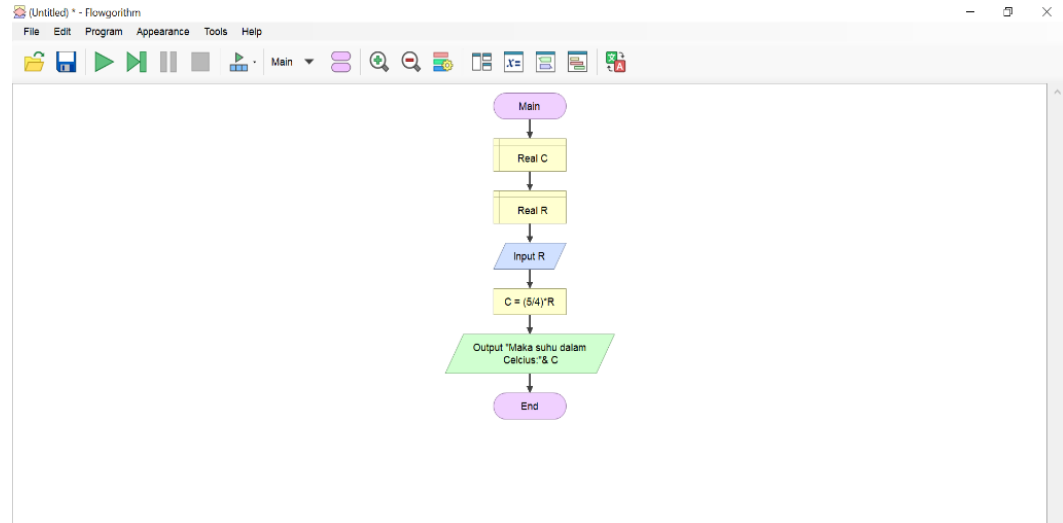 (Untitled) * - Flowgorithm
File Edit Program Appearance Tools Help
Main
X=
A
Main
Real C
Real R
Input R
C = (5/4)*R
Output "Maka suhu dalam
Celcius:"& C
End